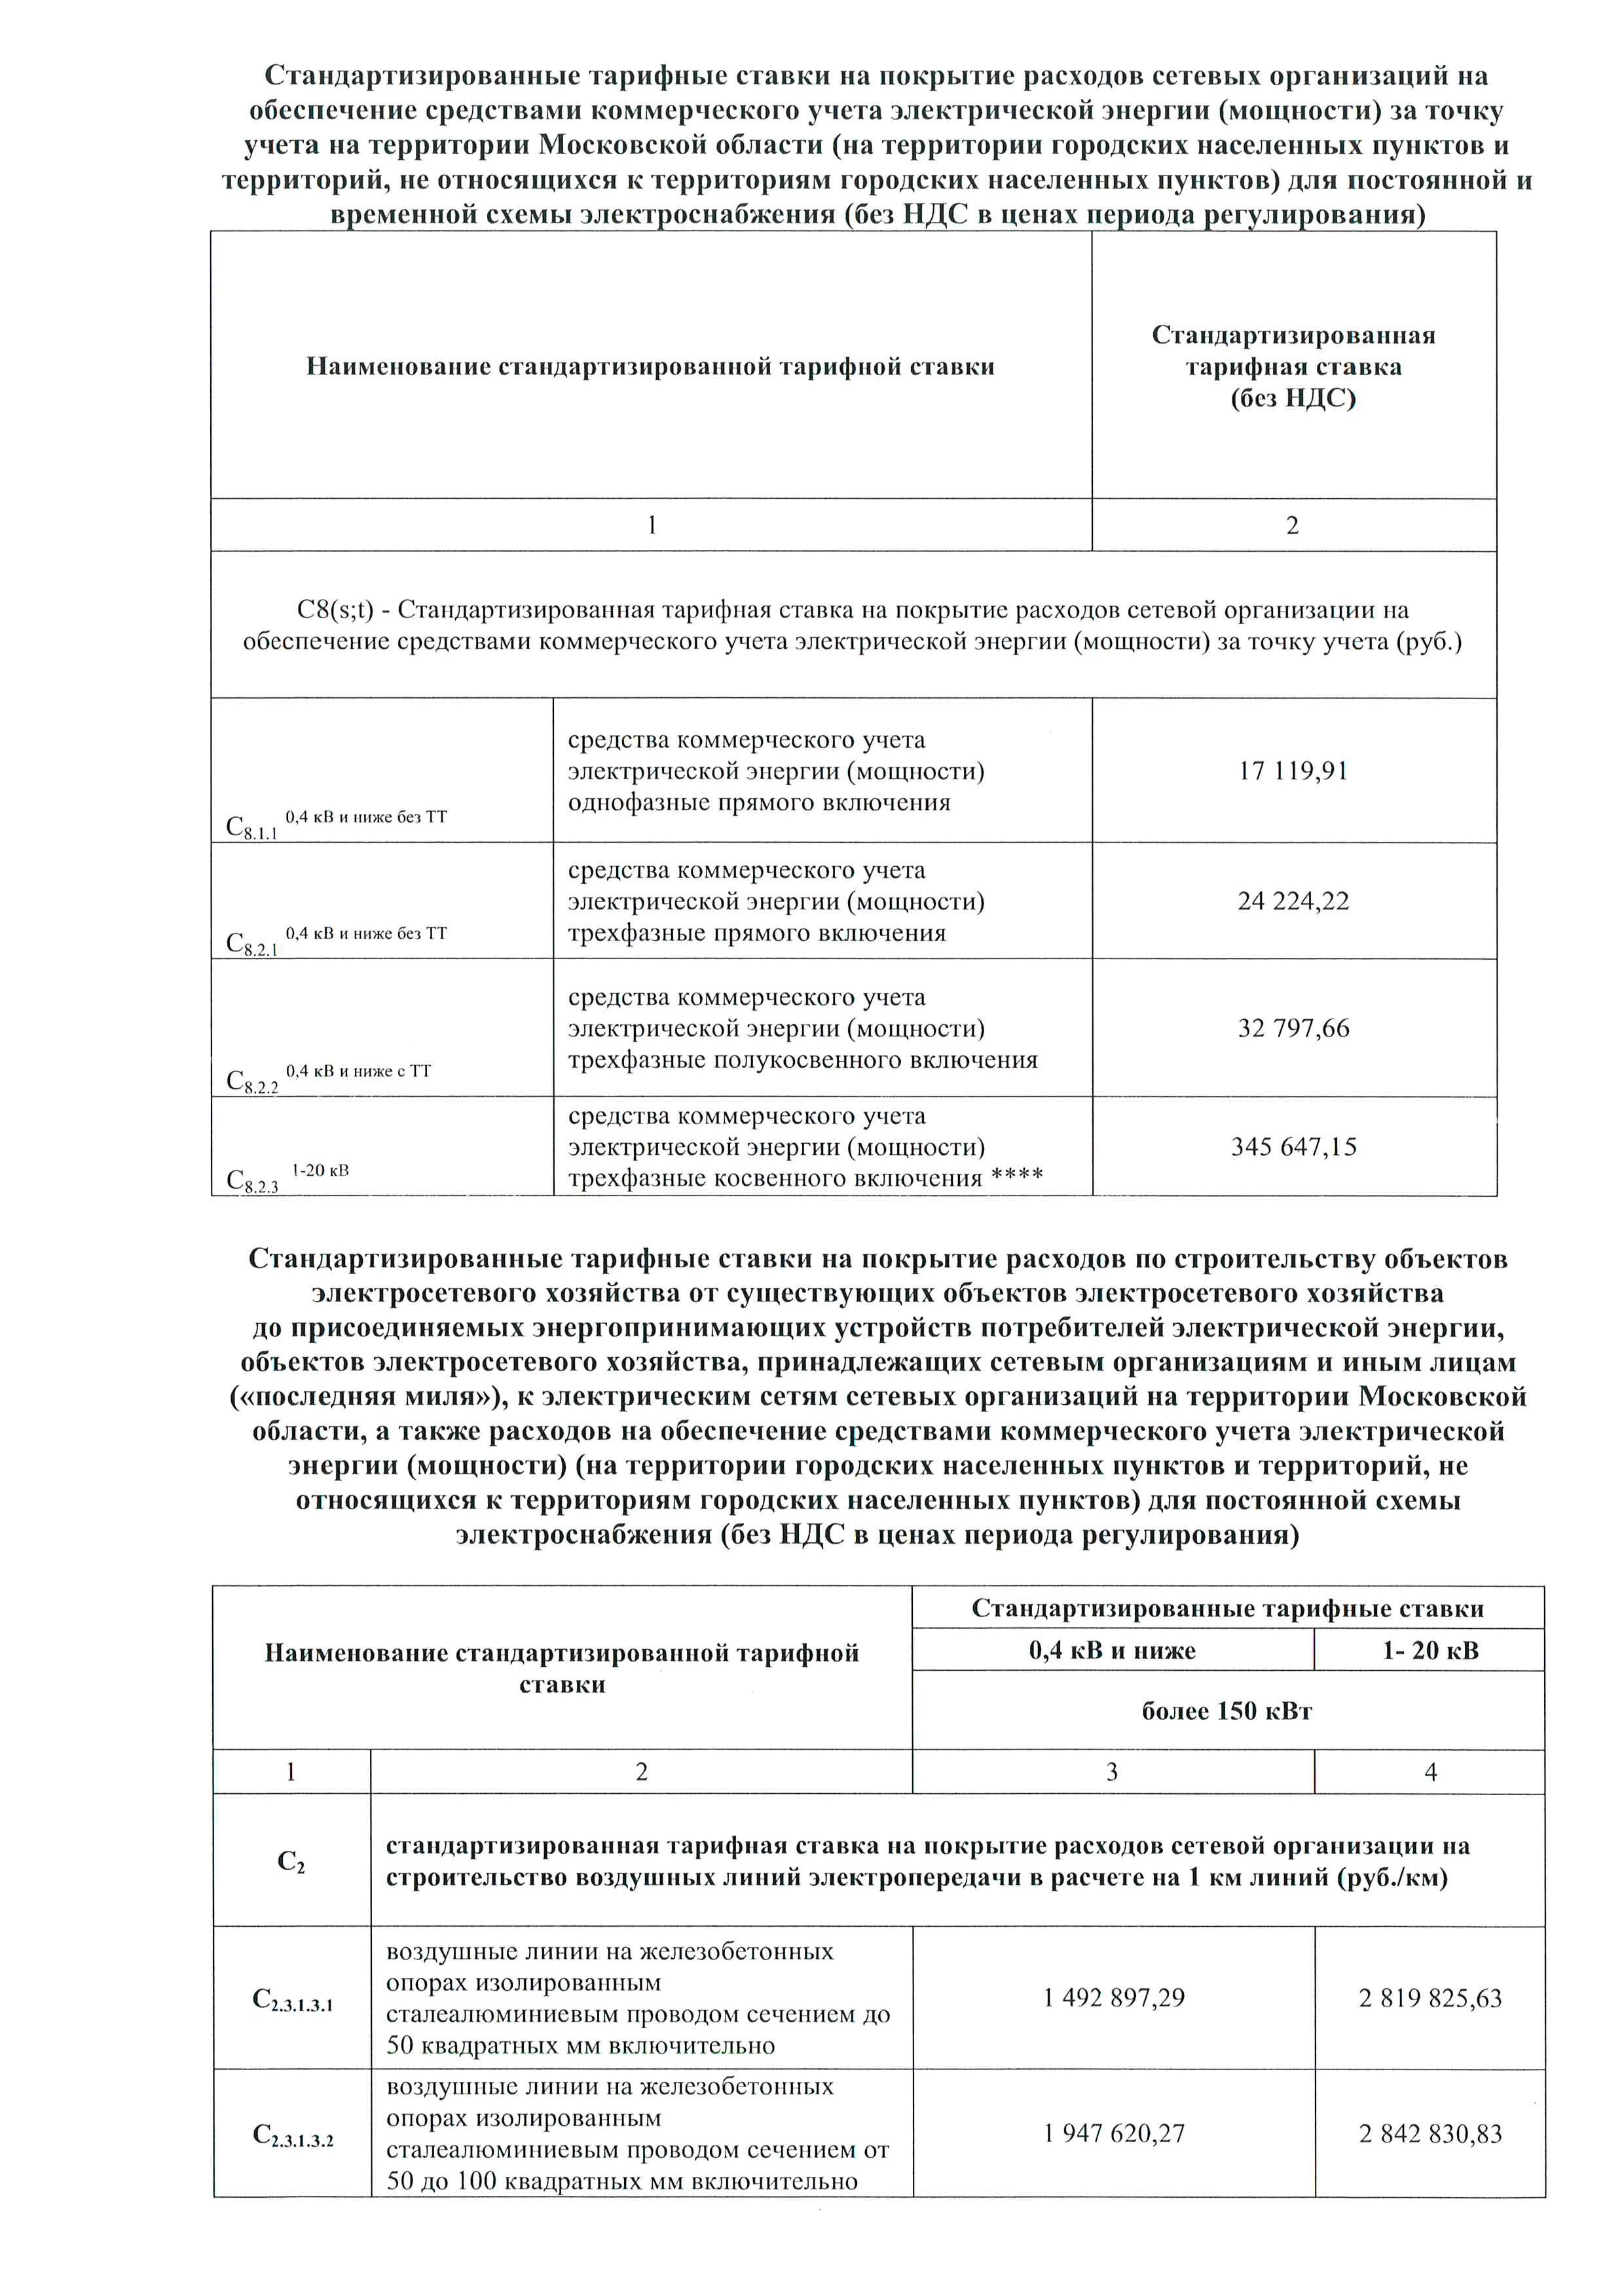 Стандартизированные тарифные ставки на покрытие расходов сетевых организаций на
обеспечение средствами коммерческого учета электрической энергии (мощности) за точку
учета на территории Московской области (на территории городских населенных пунктов и
территорий, не относящихся к территориям городских населенных пунктов) для постоянной и
временной схемы электроснабжения (без НДС в ценах периода регулирования)
Наименование стандартизированной тарифной ставки
Стандартизированная
тарифная ставка
(без НДС)
1
2
C8(s;t) - Стандартизированная тарифная ставка на покрытие расходов сетевой организации на
обеспечение средствами коммерческого учета электрической энергии (мощности) за точку учета (руб.)
C8.1.1 0,4 кВ и ниже без ТТ
средства коммерческого учета
электрической энергии (мощности)
однофазные прямого включения
17 119,91
C8.2.1 0,4 кВ и ниже без ТТ
средства коммерческого учета
электрической энергии (мощности)
трехфазные прямого включения
24 224,22
C8.2.2 0,4 кВ и ниже с ТТ
средства коммерческого учета
электрической энергии (мощности)
трехфазные полукосвенного включения
32 797,66
C8.2.3 1-20 кВ
средства коммерческого учета
электрической энергии (мощности)
трехфазные косвенного включения ****
345 647,15
Стандартизированные тарифные ставки на покрытие расходов по строительству объектов
электросетевого хозяйства от существующих объектов электросетевого хозяйства
до присоединяемых энергопринимающих устройств потребителей электрической энергии,
объектов электросетевого хозяйства, принадлежащих сетевым организациям и иным лицам
(«последняя миля»), к электрическим сетям сетевых организаций на территории Московской
области, а также расходов на обеспечение средствами коммерческого учета электрической
энергии (мощности) (на территории городских населенных пунктов и территорий, не
относящихся к территориям городских населенных пунктов) для постоянной схемы
электроснабжения (без НДС в ценах периода регулирования)
Наименование стандартизированной тарифной
ставки
Стандартизированные тарифные ставки
0,4 кВ и ниже
1- 20 кВ
более 150 кВт
1
2
3
4
C2
стандартизированная тарифная ставка на покрытие расходов сетевой организации на
строительство воздушных линий электропередачи в расчете на 1 км линий (руб./км)
C2.3.1.3.1
воздушные линии на железобетонных
опорах изолированным
сталеалюминиевым проводом сечением до
50 квадратных мм включительно
1 492 897,29
2 819 825,63
C2.3.1.3.2
воздушные линии на железобетонных
опорах изолированным
сталеалюминиевым проводом сечением от
50 до 100 квадратных мм включительно
1 947 620,27
2 842 830,83